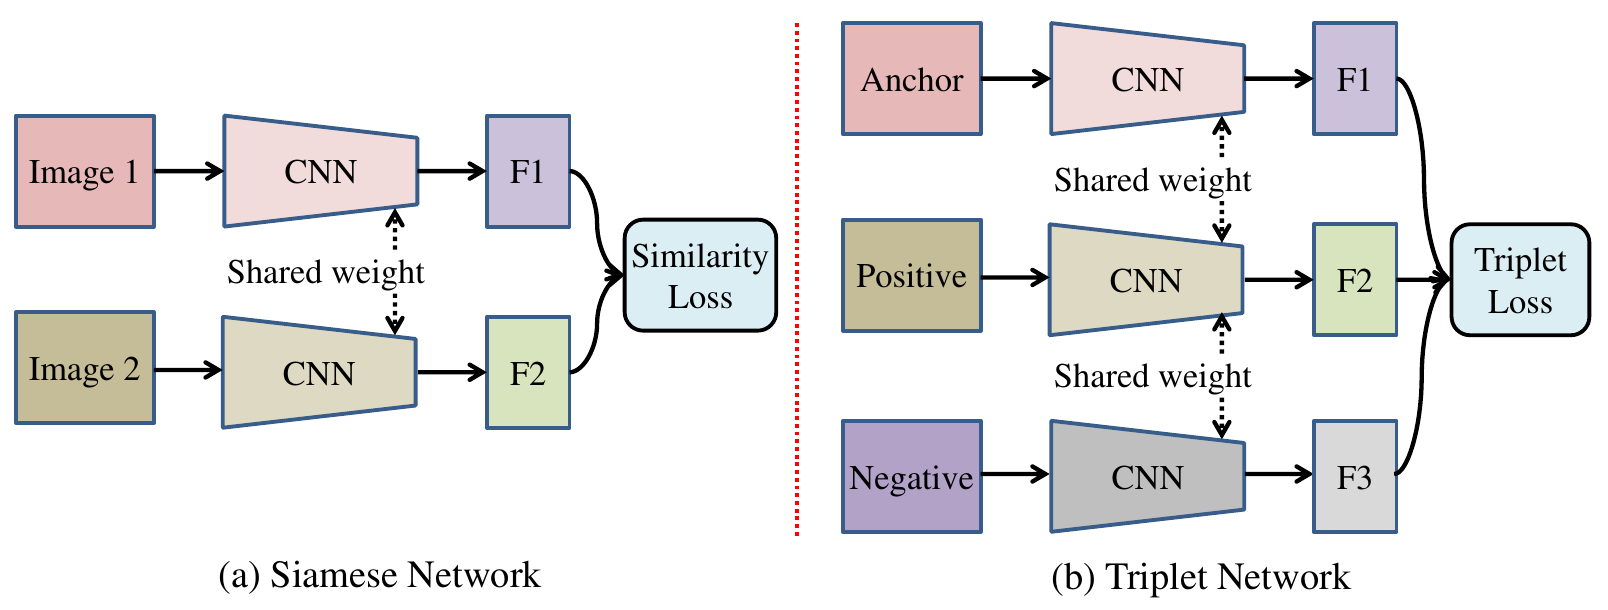 Image 1
CNN
F1
Shared weight
Similarity
Loss
Image 2
CNN
F2
(a) Siamese Network
Anchor
CNN
F1
Shared weight
Positive
CNN
F2
Triplet
Loss
Shared weight
Negative
CNN
F3
(b) Triplet Network